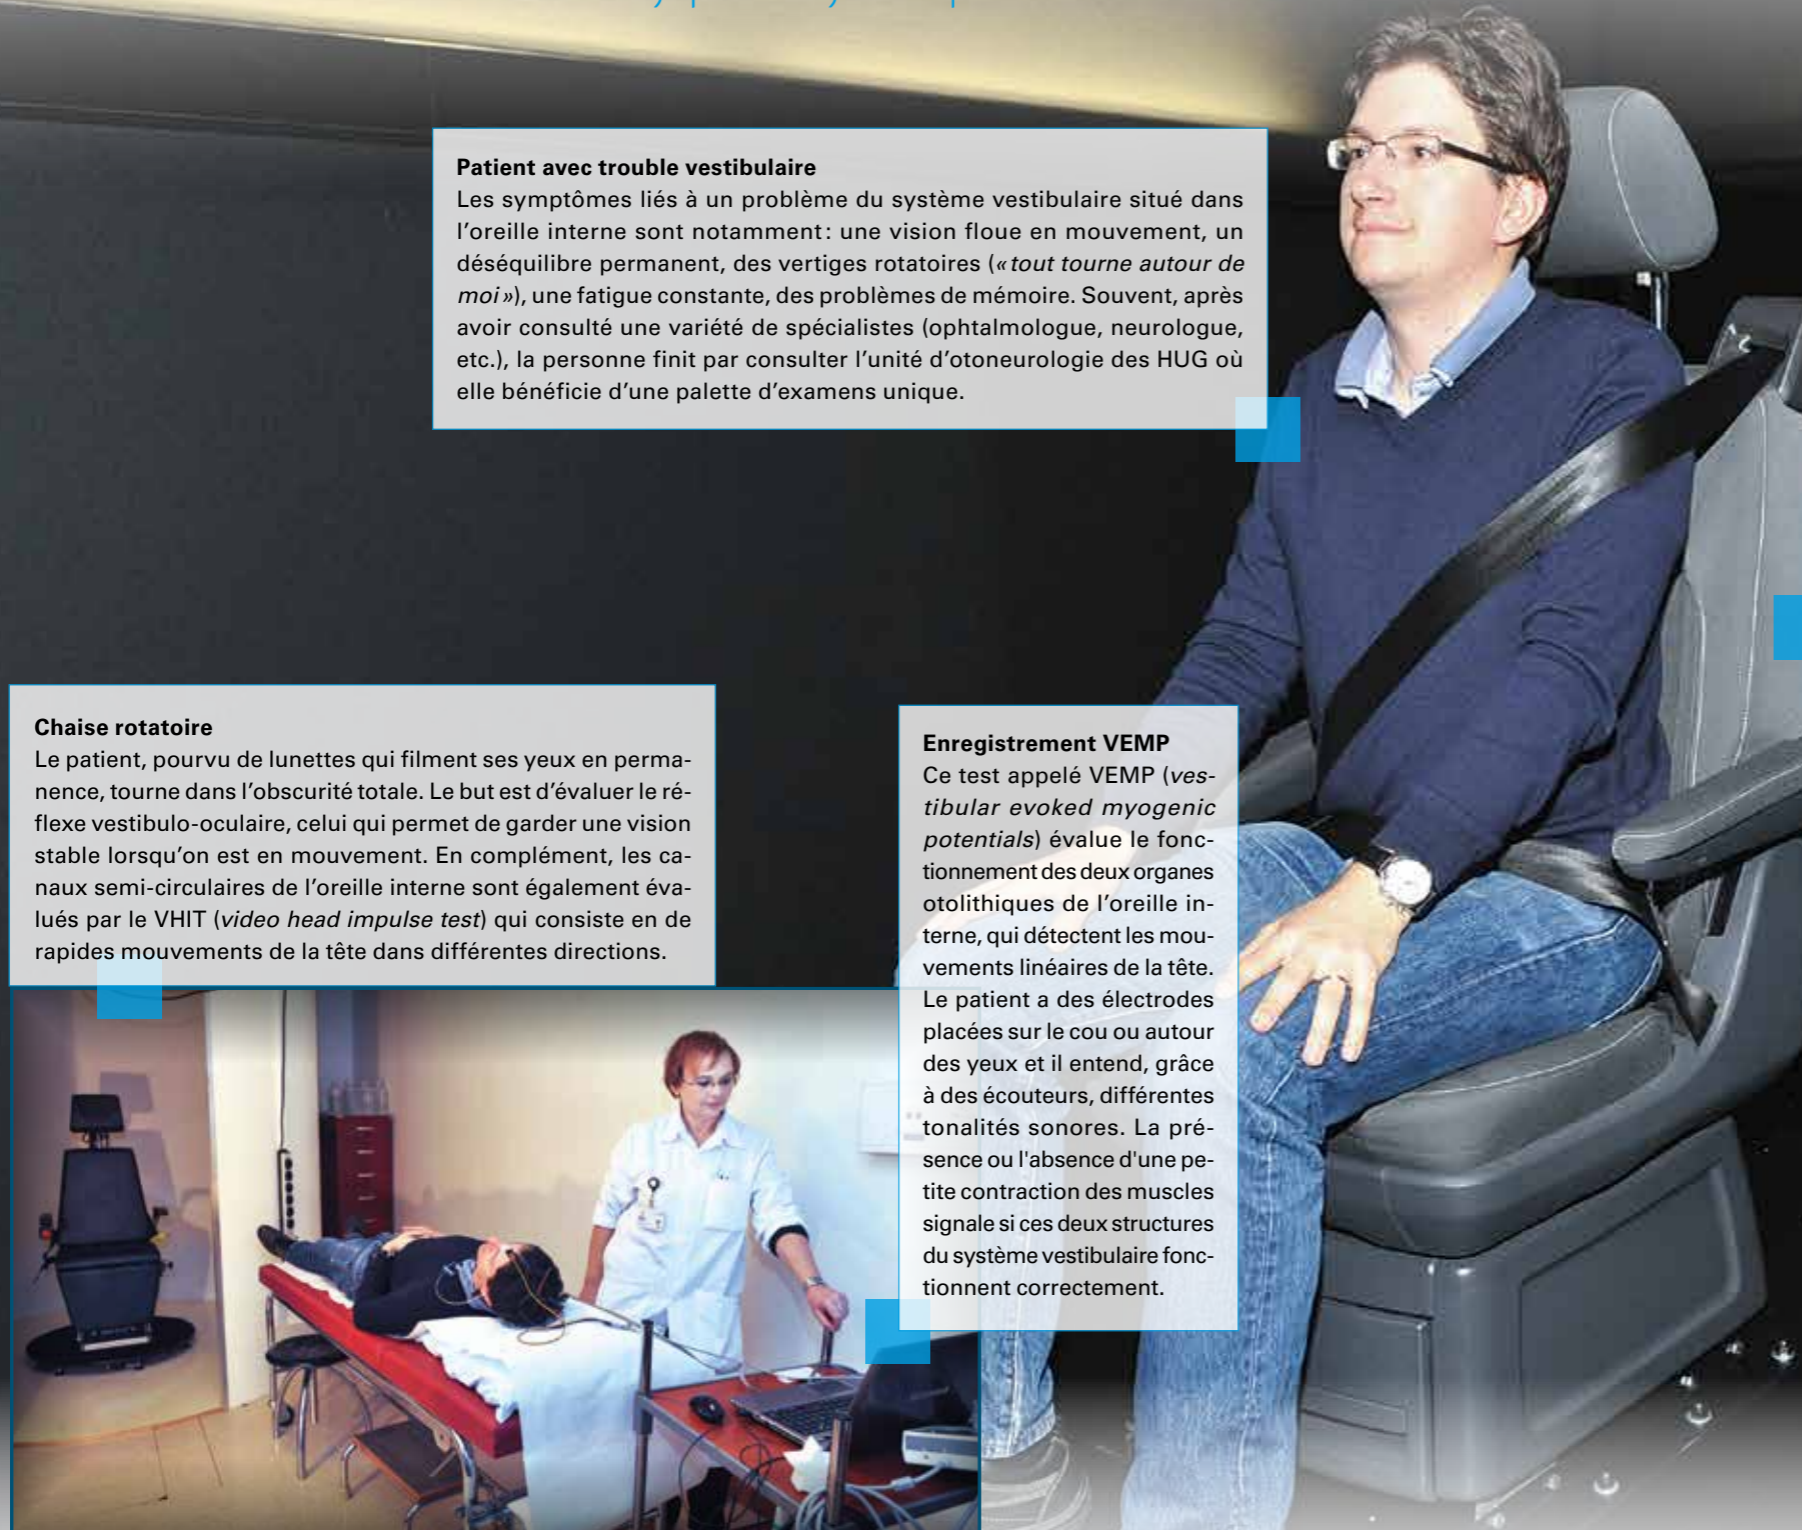 Patient avec trouble vestibulaire
Les symptômes liés à un problème du système vestibulaire situé dans
l'oreille interne sont notamment : une vision floue en mouvement, un
déséquilibre permanent, des vertiges rotatoires («tout tourne autour de
moi»), une fatigue constante, des problèmes de mémoire. Souvent, après
avoir consulté une variété de spécialistes (ophtalmologue, neurologue,
etc.), la personne finit par consulter l'unité d'otoneurologie des HUG où
elle bénéficie d'une palette d'examens unique.
Chaise rotatoire
Le patient, pourvu de lunettes qui filment ses yeux en perma-
nence, tourne dans l'obscurité totale. Le but est d'évaluer le ré-
flexe vestibulo-oculaire, celui qui permet de garder une vision
stable lorsqu'on est en mouvement. En complément, les ca-
naux semi-circulaires de l'oreille interne sont également éva-
lués par le VHIT (video head impulse test) qui consiste en de
rapides mouvements de la tête dans différentes directions.
Enregistrement VEMP
Ce test appelé VEMP (ves-
tibular evoked myogenic
potentials) évalue le fonc-
tionnement des deux organes
otolithiques de l'oreille in-
terne, qui détectent les mou-
vements linéaires de la tête.
Le patient a des électrodes
placées sur le cou ou autour
des yeux et il entend, grâce
à des écouteurs, différentes
tonalités sonores. La pré-
sence ou l'absence d'une pe-
tite contraction des muscles
signale si ces deux structures
du système vestibulaire fonc-
tionnent correctement.